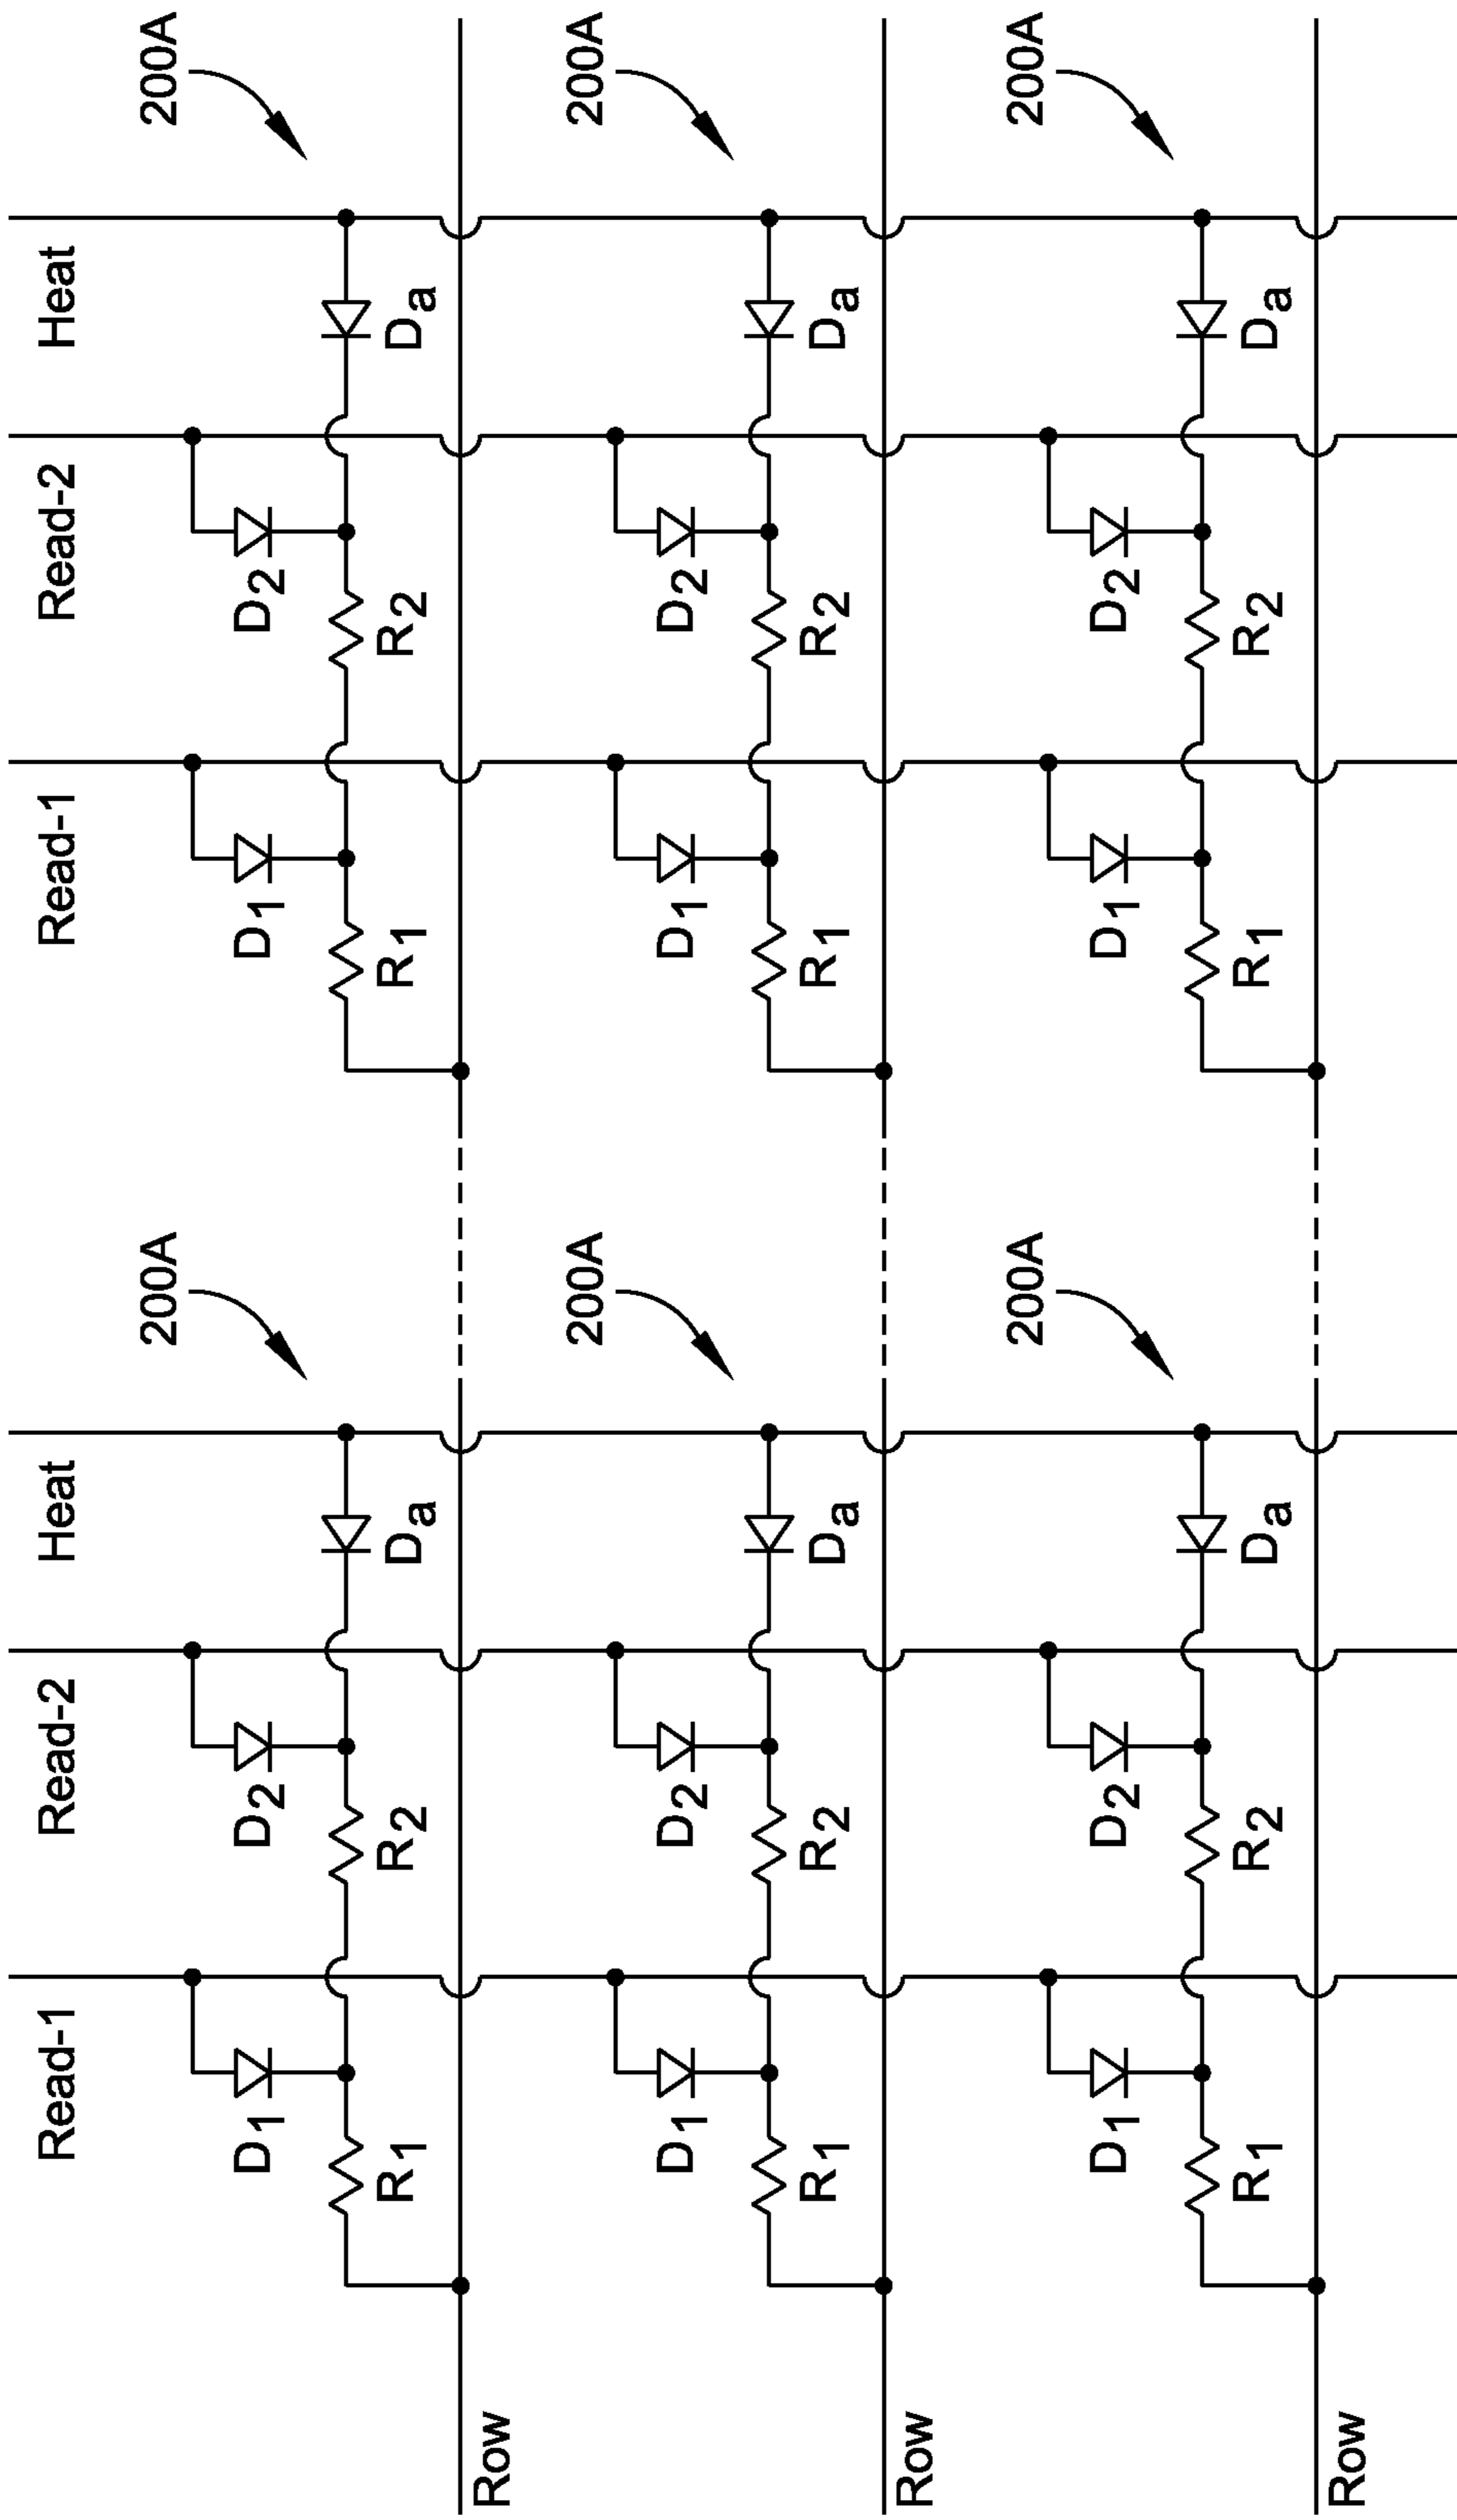 Read-1 Read-2 Heat Read-1 Read-2 Heat
200A 200A
D1 D2 D1 D2
R1 R2 Da R1 R2 Da
Row
200A 200A
D1 D2 D1 D2
R1 R2 Da R1 R2 Da
Row
200A 200A
D1 D2 D1 D2
R1 R2 Da R1 R2 Da
Row